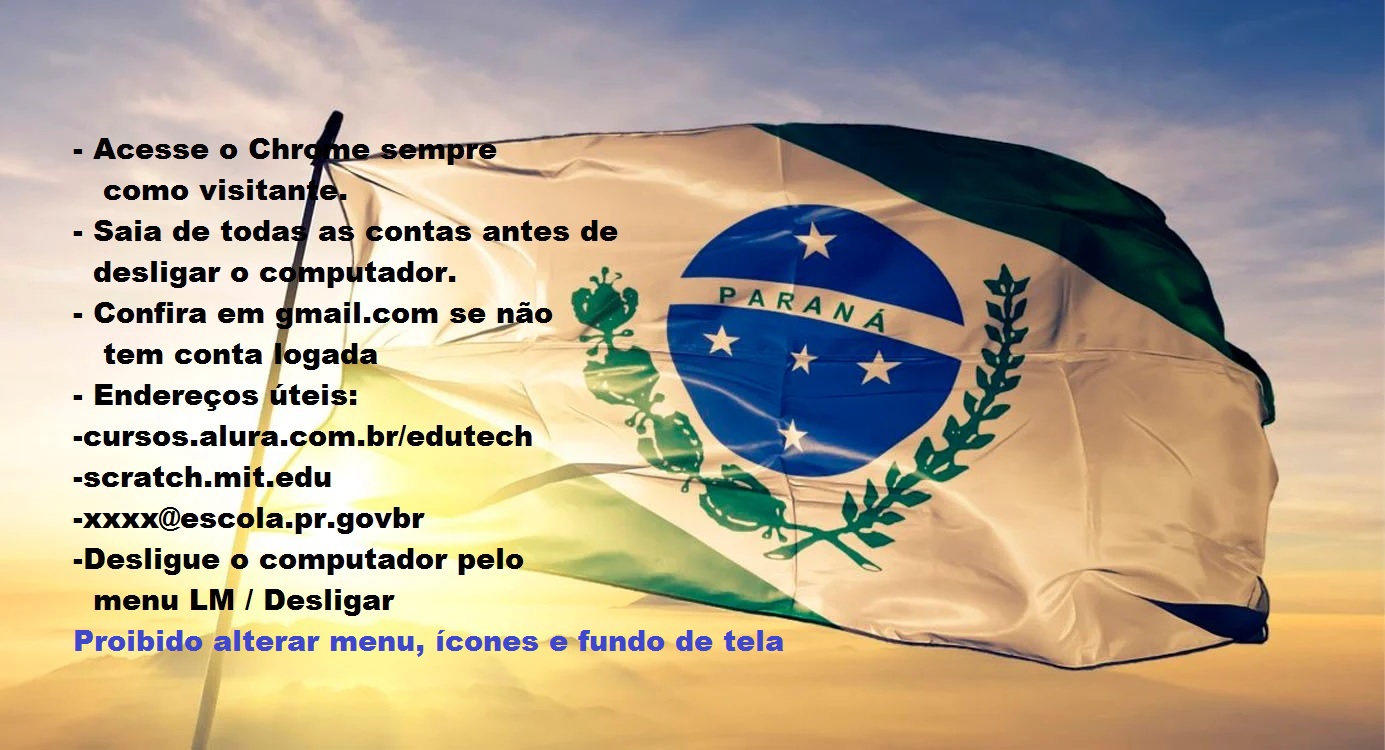 - Acesse o Chrome sempre
como visitante.
- Saia de todas as contas antes de
desligar o computador.
- Confira em gmail.com se não
tem conta logada
- Endereços úteis:
-cursos.alura.com.br/edutech
-scratch.mit.edu
-xxxx@escola.pr.govbr
-Desligue o computador pelo
menu LM / Desligar
Proibido alterar menu, ícones e fundo de tela
PARANÁ